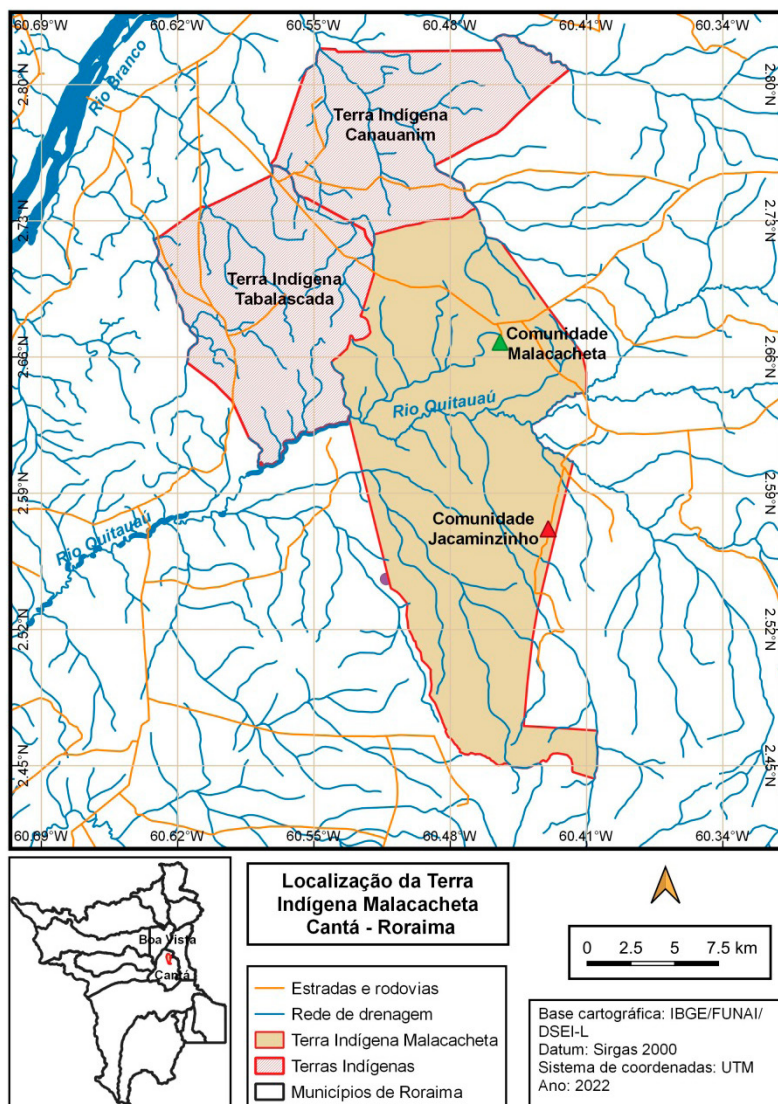 60.69°W 60.62°W 60.55°W 60.48°W 60.41°W 60.34°W
Rio Branco
2.80°N 2.80°N
Terra Indígena
Canauanim
2.73°N 2.73°N
Terra Indígena
Tabalascada
Comunidade
Malacacheta
2.66°N 2.66°N
Rio Quitauaú
2.59°N 2.59°N
Comunidade
Jacaminzinho
Rio Quitauaú
2.52°N 2.52°N
2.45°N 2.45°N
60.69°W 60.62°W 60.55°W 60.48°W 60.41°W 60.34°W
Boa Vista
Cantá
Localização da Terra
Indígena Malacacheta
Cantá - Roraima
0 2.5 5 7.5 km
Estradas e rodovias
Rede de drenagem
Terra Indígena Malacacheta
Terras Indígenas
Municípios de Roraima
Base cartográfica: IBGE/FUNAI/
DSEI-L
Datum: Sirgas 2000
Sistema de coordenadas: UTM
Ano: 2022